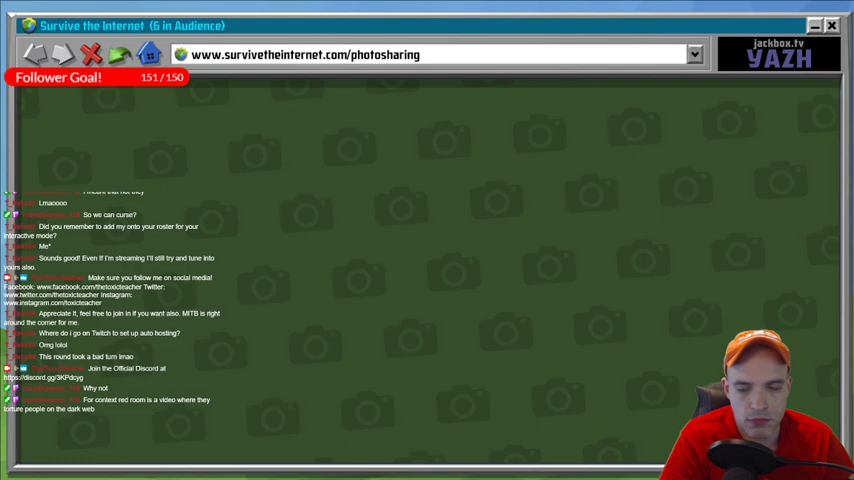 Survive the Internet (6 in Audience)
www.survivetheinternet.com/photosharing
jackbox.tv
YAZH
Follower Goal! 151 / 150
I meant that not they
Lmaoooo
So we can curse?
Did you remember to add my onto your roster for your
interactive mode?
Me*
Sounds good! Even If I'm streaming I'll still try and tune into
yours also.
Make sure you follow me on social media!
Facebook: www.facebook.com/thetoxicteacher Twitter:
www.twitter.com/thetoxicteacher Instagram:
www.instagram.com/toxicteacher
Appreciate it, feel free to join in if you want also. MITB is right
around the corner for me.
Where do i go on Twitch to set up auto hosting?
Omg lolol
This round took a bad turn lmao
Join the Official Discord at
https://discord.gg/3KPdcyg
Why not
For context red room is a video where they
torture people on the dark web